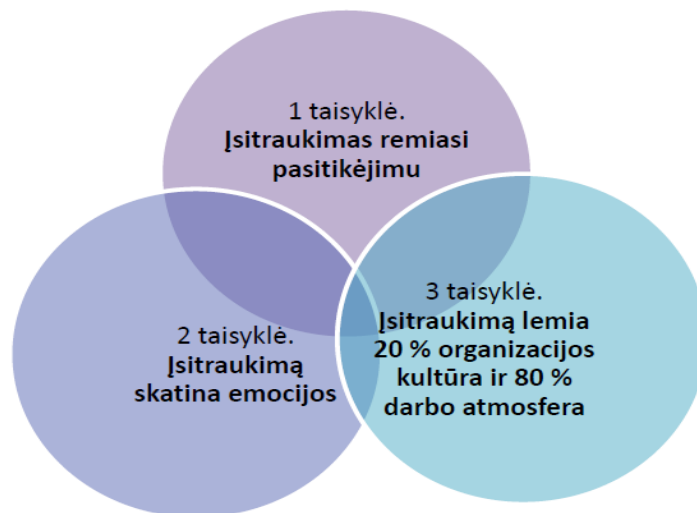 1 taisyklė.
Įsitraukimas remiasi
pasitikėjimu
2 taisyklė.
Įsitraukimą
skatina emocijos
3 taisyklė.
Įsitraukimą lemia
20 % organizacijos
kultūra ir 80 %
darbo atmosfera